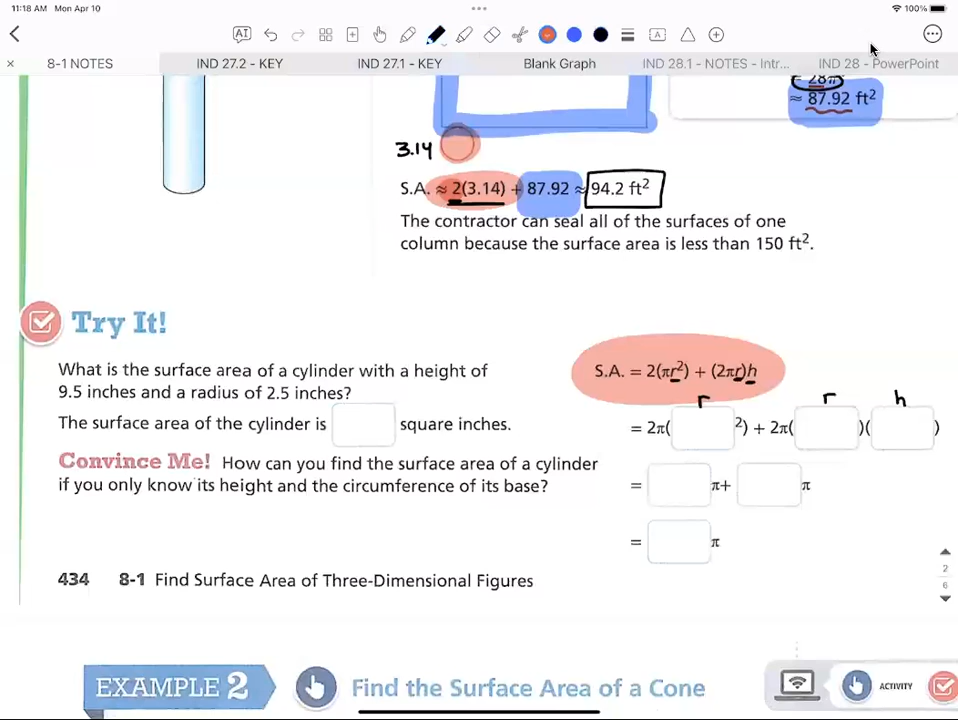 11:18 AM Mon Apr 10
100%
AI
8-1 NOTES
IND 27.2 - KEY
IND 27.1 - KEY
Blank Graph
IND 28.1 - NOTES - Intr...
IND 28 - PowerPoint
= 28π
≈ 87.92 ft²
3.14
S.A. ≈ 2(3.14) + 87.92 ≈ 94.2 ft²
The contractor can seal all of the surfaces of one
column because the surface area is less than 150 ft².
Try It!
What is the surface area of a cylinder with a height of
9.5 inches and a radius of 2.5 inches?
The surface area of the cylinder is square inches.
Convince Me! How can you find the surface area of a cylinder
if you only know its height and the circumference of its base?
S.A. = 2(πr²) + (2πr)h
r r h
= 2π( ²) + 2π( )( )
= π+ π
= π
434 8-1 Find Surface Area of Three-Dimensional Figures
2
6
EXAMPLE 2 Find the Surface Area of a Cone
ACTIVITY